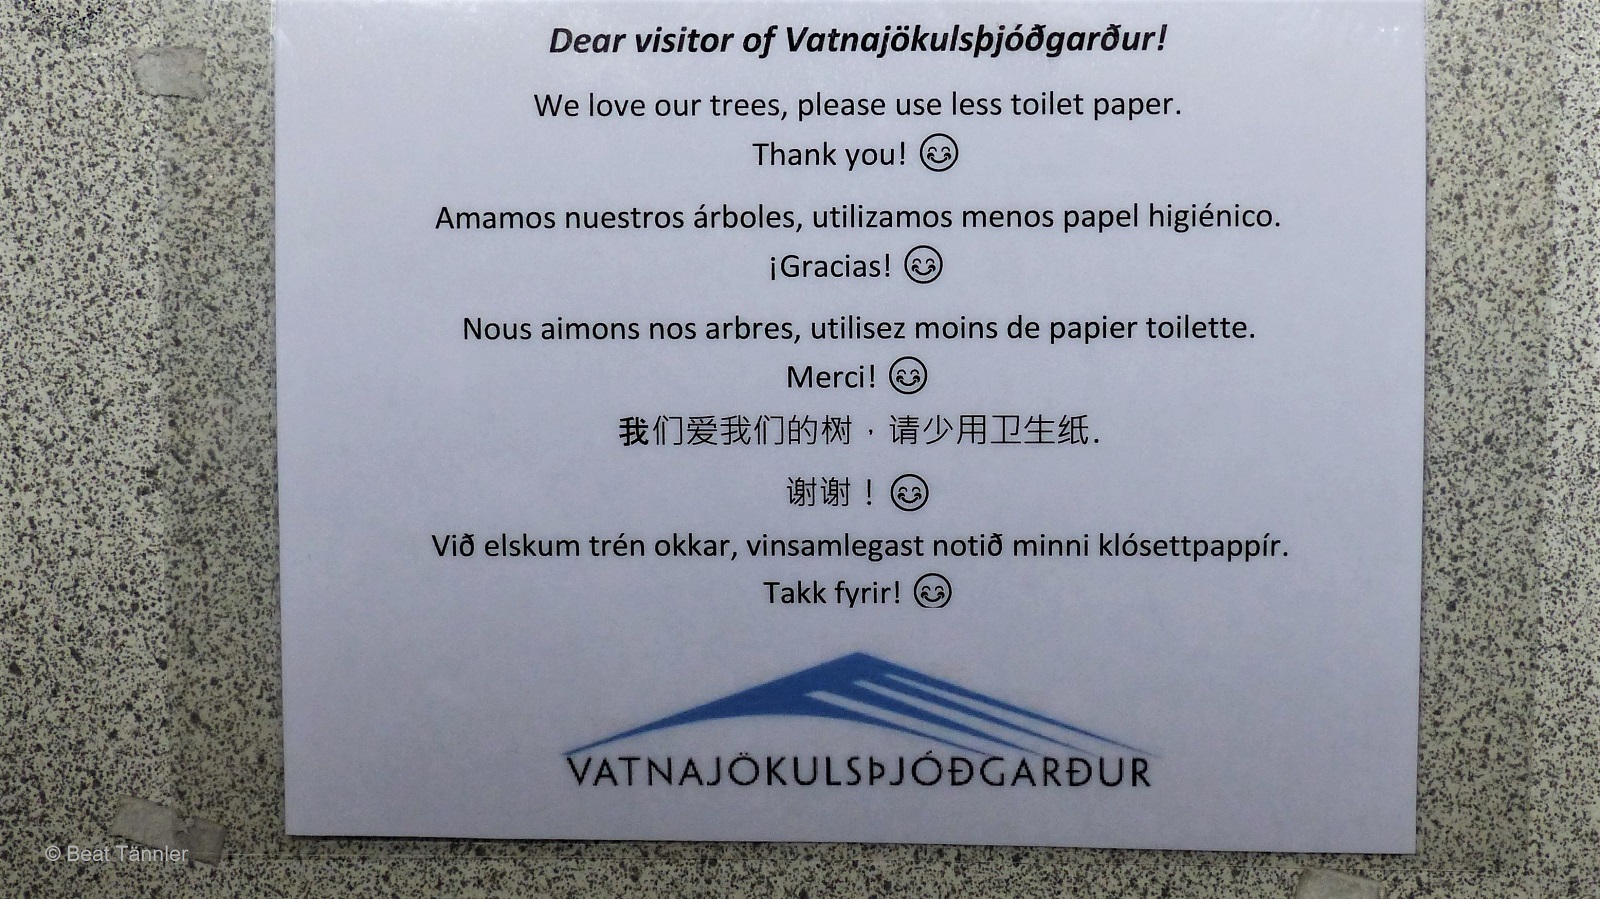 Dear visitor of Vatnajökulsþjóðgarður!
We love our trees, please use less toilet paper.
Thank you! 😊
Amamos nuestros árboles, utilizamos menos papel higiénico.
¡Gracias! 😊
Nous aimons nos arbres, utilisez moins de papier toilette.
Merci! 😊
我们爱我们的树，请少用卫生纸.
谢谢！😊
Við elskum trén okkar, vinsamlegast notið minni klósettpappír.
Takk fyrir! 😊
VATNAJÖKULSÞJÓÐGARÐUR
© Beat Tännler